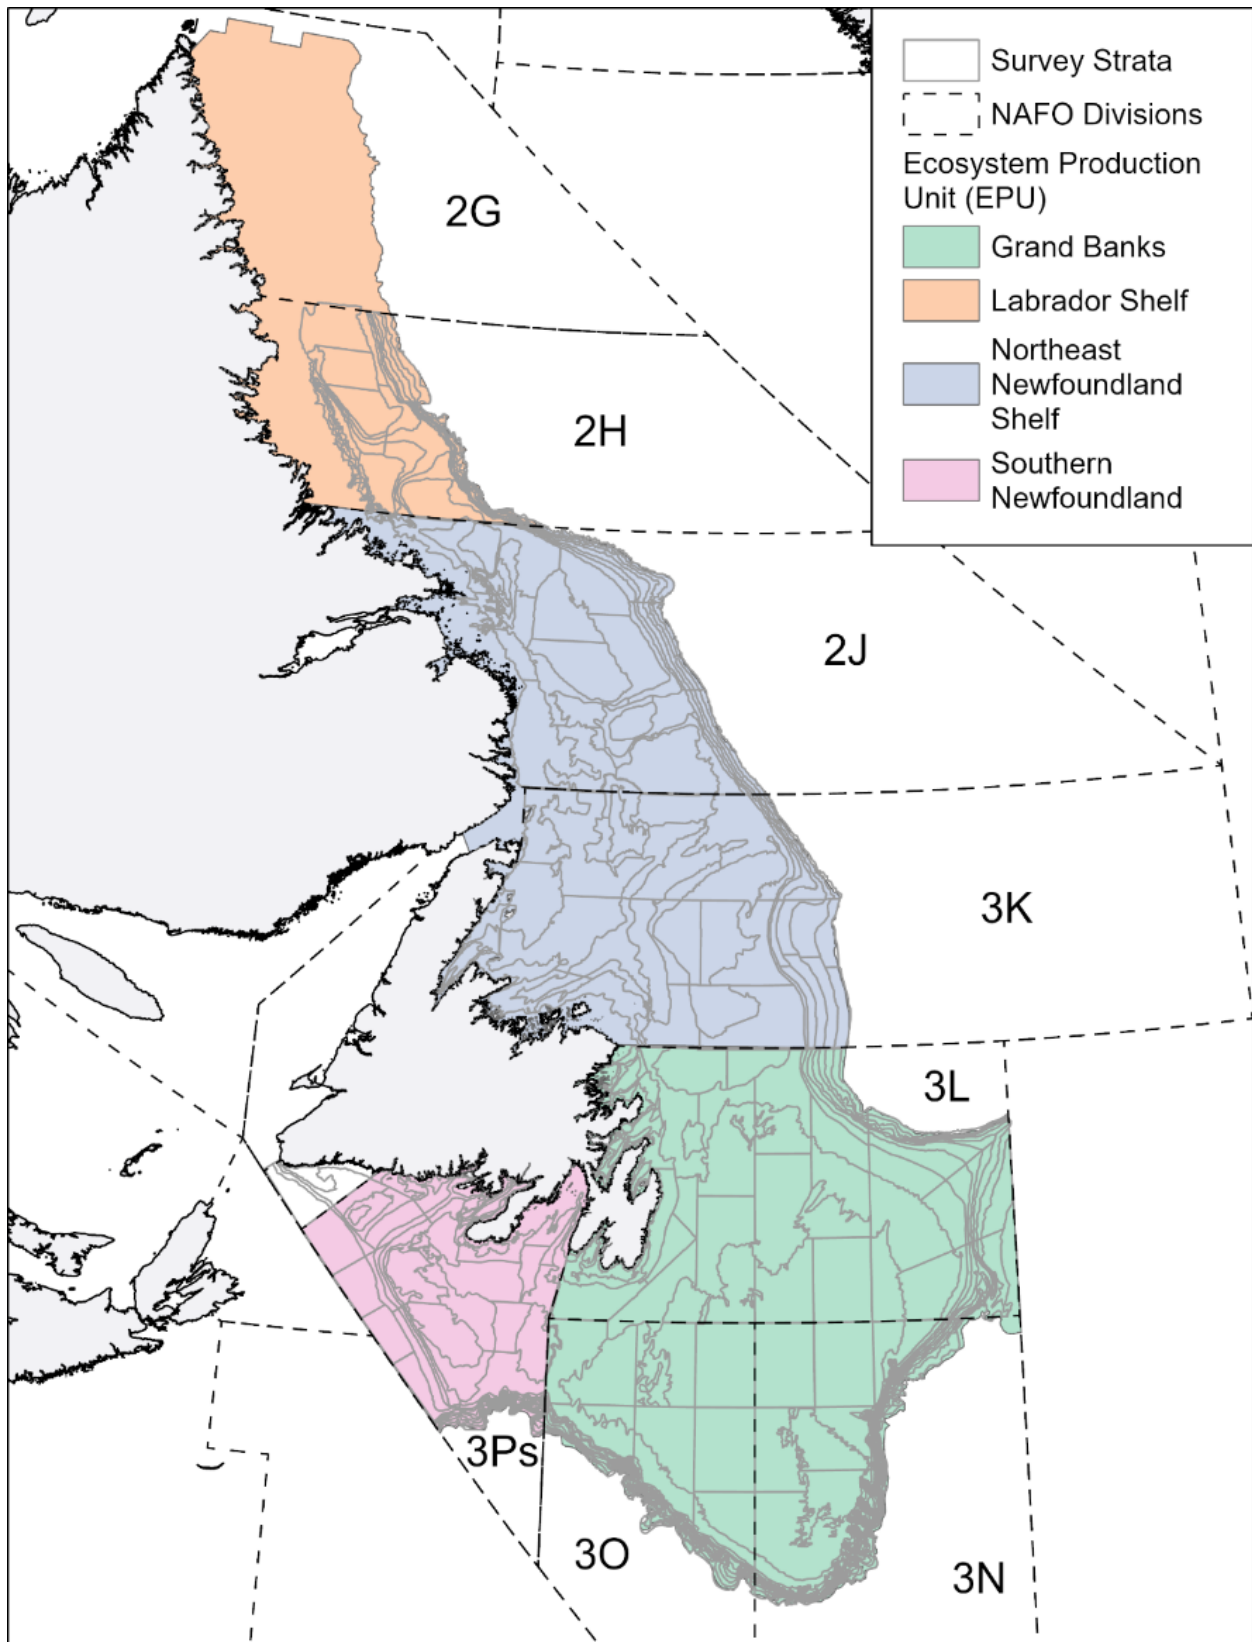 Survey Strata
NAFO Divisions
Ecosystem Production
Unit (EPU)
Grand Banks
Labrador Shelf
Northeast
Newfoundland
Shelf
Southern
Newfoundland
2G
2H
2J
3K
3L
3Ps
3O
3N